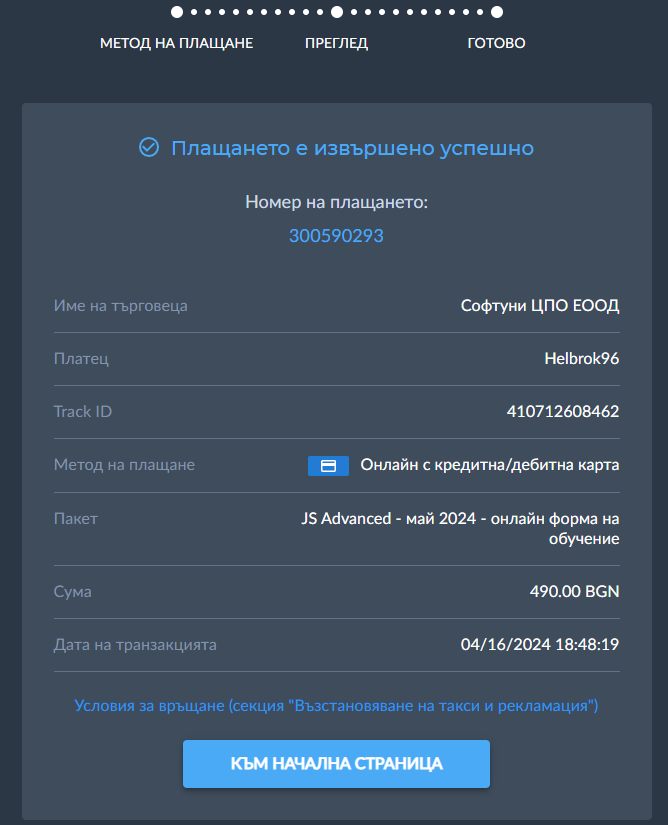 МЕТОД НА ПЛАЩАНЕ ПРЕГЛЕД ГОТОВО
Плащането е извършено успешно
Номер на плащането:
300590293
Име на търговеца Софтуни ЦПО ЕООД
Платец Helbrok96
Track ID 410712608462
Метод на плащане Онлайн с кредитна/дебитна карта
Пакет JS Advanced - май 2024 - онлайн форма на
обучение
Сума 490.00 BGN
Дата на транзакцията 04/16/2024 18:48:19
Условия за връщане (секция "Възстановяване на такси и рекламация")
КЪМ НАЧАЛНА СТРАНИЦА